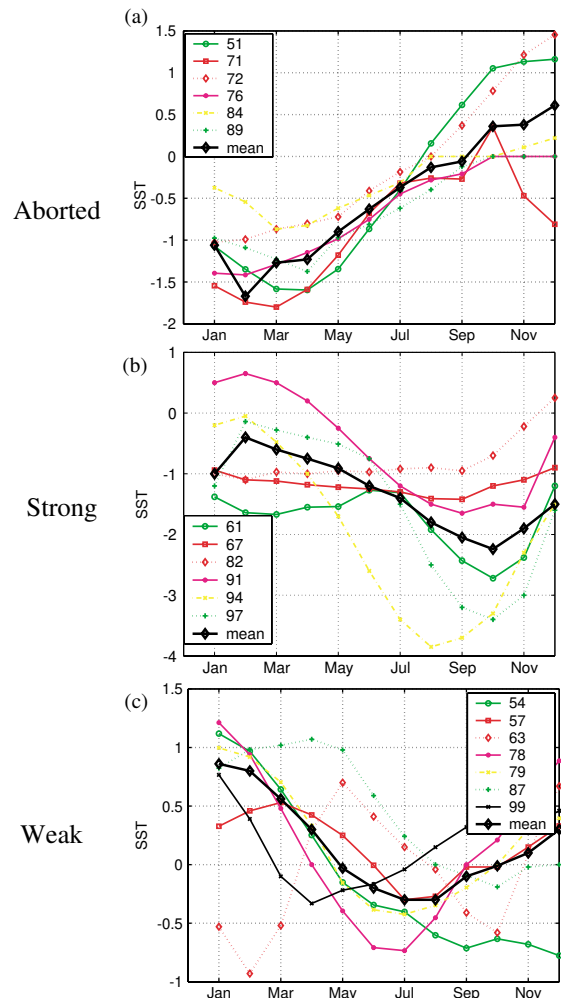 (a)
1.5
1
0.5
0
-0.5
-1
-1.5
-2
SST
Aborted
51
71
72
76
84
89
mean
Jan Mar May Jul Sep Nov
(b)
1
0
-1
-2
-3
-4
SST
Strong
61
67
82
91
94
97
mean
Jan Mar May Jul Sep Nov
(c)
1.5
1
0.5
0
-0.5
-1
SST
Weak
54
57
63
78
79
87
99
mean
Jan Mar May Jul Sep Nov